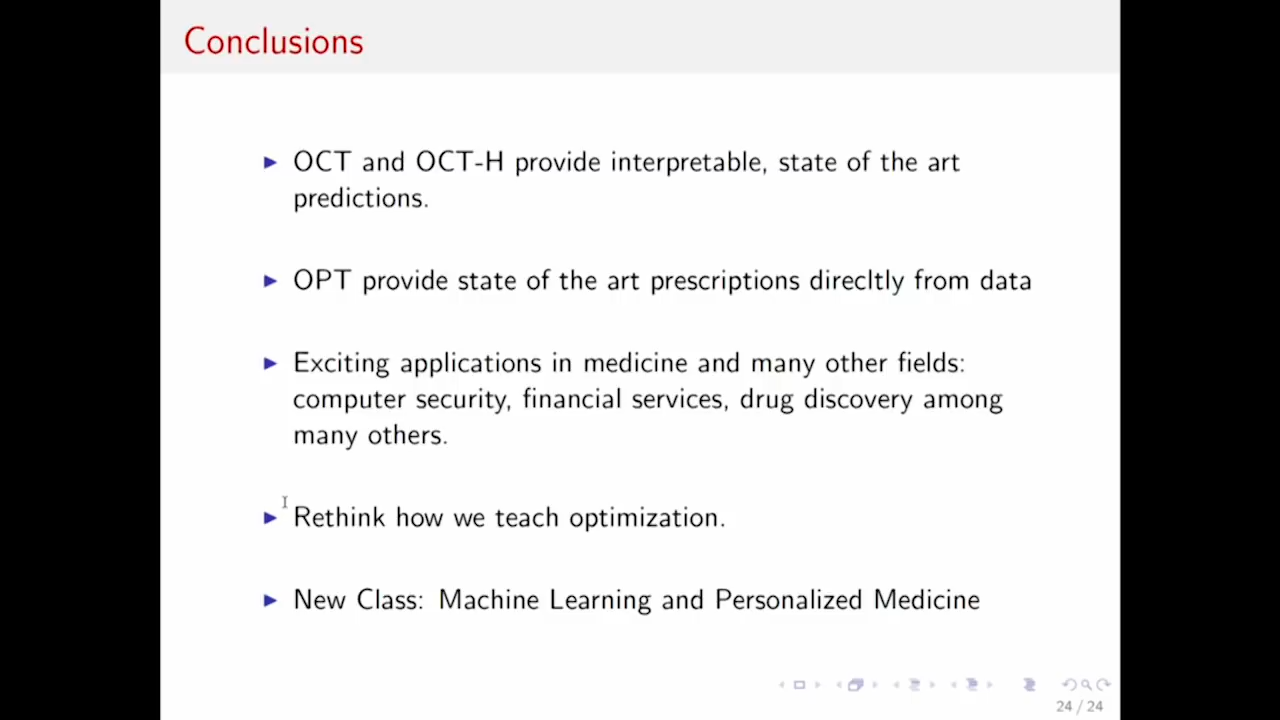 Conclusions
OCT and OCT-H provide interpretable, state of the art
predictions.
OPT provide state of the art prescriptions direcltly from data
Exciting applications in medicine and many other fields:
computer security, financial services, drug discovery among
many others.
Rethink how we teach optimization.
New Class: Machine Learning and Personalized Medicine
24 / 24